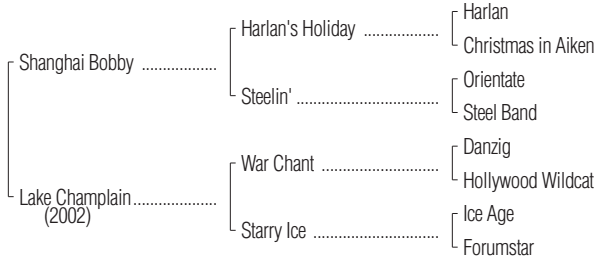 Harlan
Harlan's Holiday ..................
Christmas in Aiken
Shanghai Bobby ..................
Orientate
Steelin' ..................................
Steel Band
Danzig
War Chant ............................
Hollywood Wildcat
Lake Champlain....................
(2002)
Ice Age
Starry Ice ..............................
Forumstar